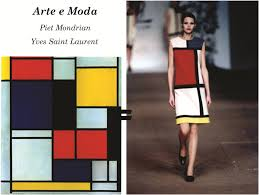 Arte e Moda
Piet Mondrian
Yves Saint Laurent